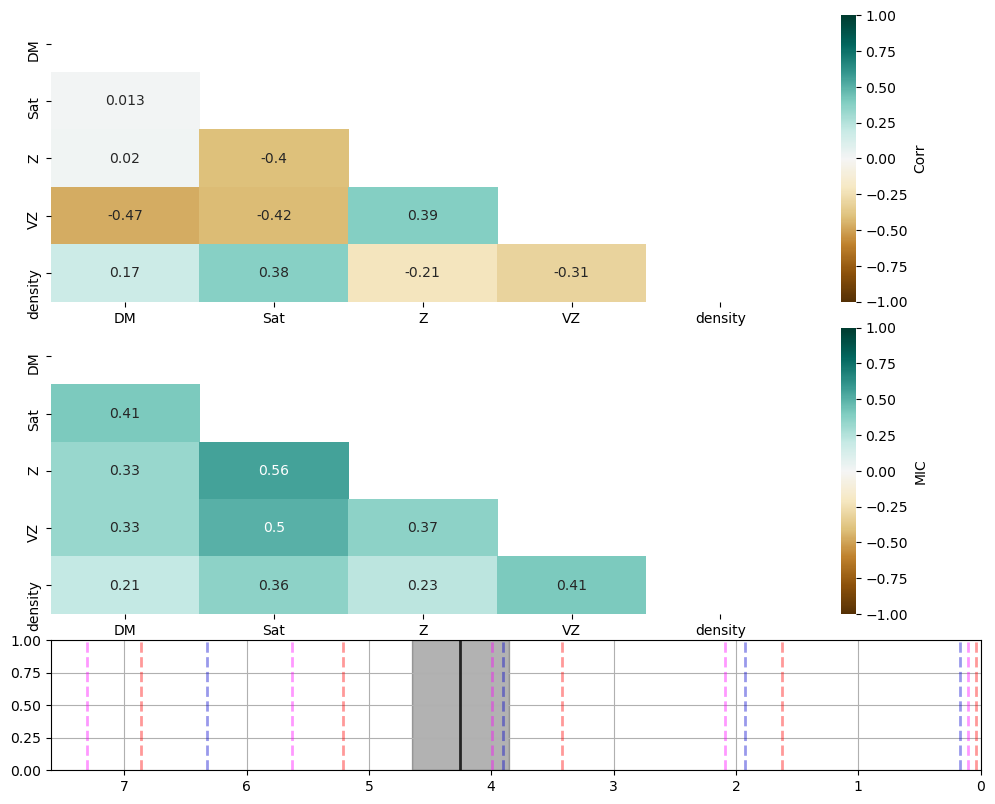 DM
Sat
Z
VZ
density
0.013
0.02 -0.4
-0.47 -0.42 0.39
0.17 0.38 -0.21 -0.31
DM Sat Z VZ density
1.00
0.75
0.50
0.25
0.00
−0.25
−0.50
−0.75
−1.00
Corr
DM
Sat
Z
VZ
density
0.41
0.33 0.56
0.33 0.5 0.37
0.21 0.36 0.23 0.41
DM Sat Z VZ density
1.00
0.75
0.50
0.25
0.00
−0.25
−0.50
−0.75
−1.00
MIC
1.00
0.75
0.50
0.25
0.00
7 6 5 4 3 2 1 0